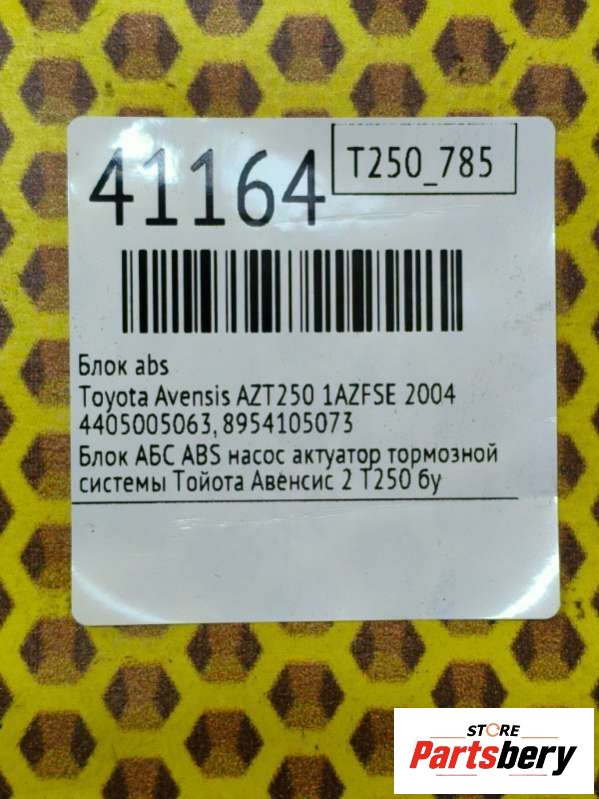 41164
T250_785
Блок abs
Toyota Avensis AZT250 1AZFSE 2004
4405005063, 8954105073
Блок АБС ABS насос актуатор тормозной
системы Тойота Авенсис 2 Т250 бу
STORE
Partsbery